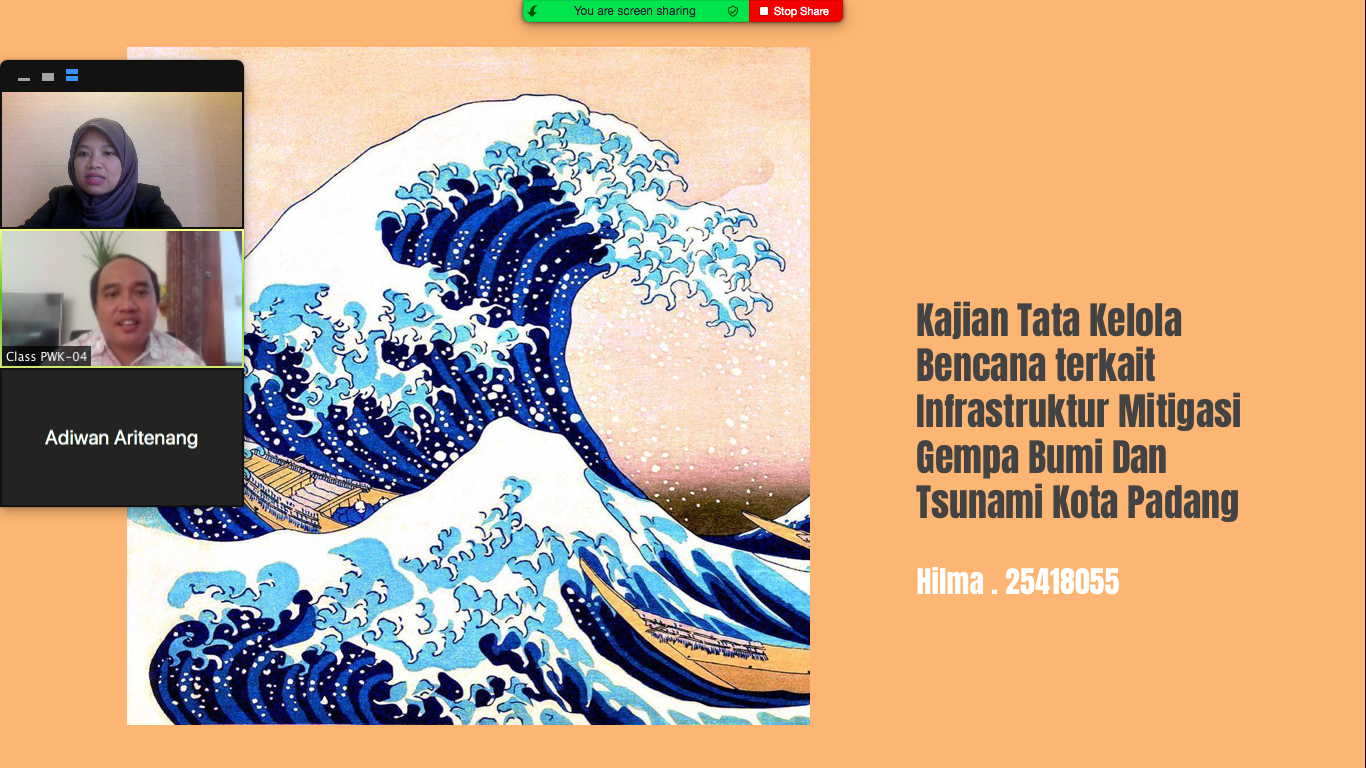 You are screen sharing
Stop Share
Class PWK-04
Adiwan Aritenang
Kajian Tata Kelola
Bencana terkait
Infrastruktur Mitigasi
Gempa Bumi Dan
Tsunami Kota Padang
Hilma . 25418055